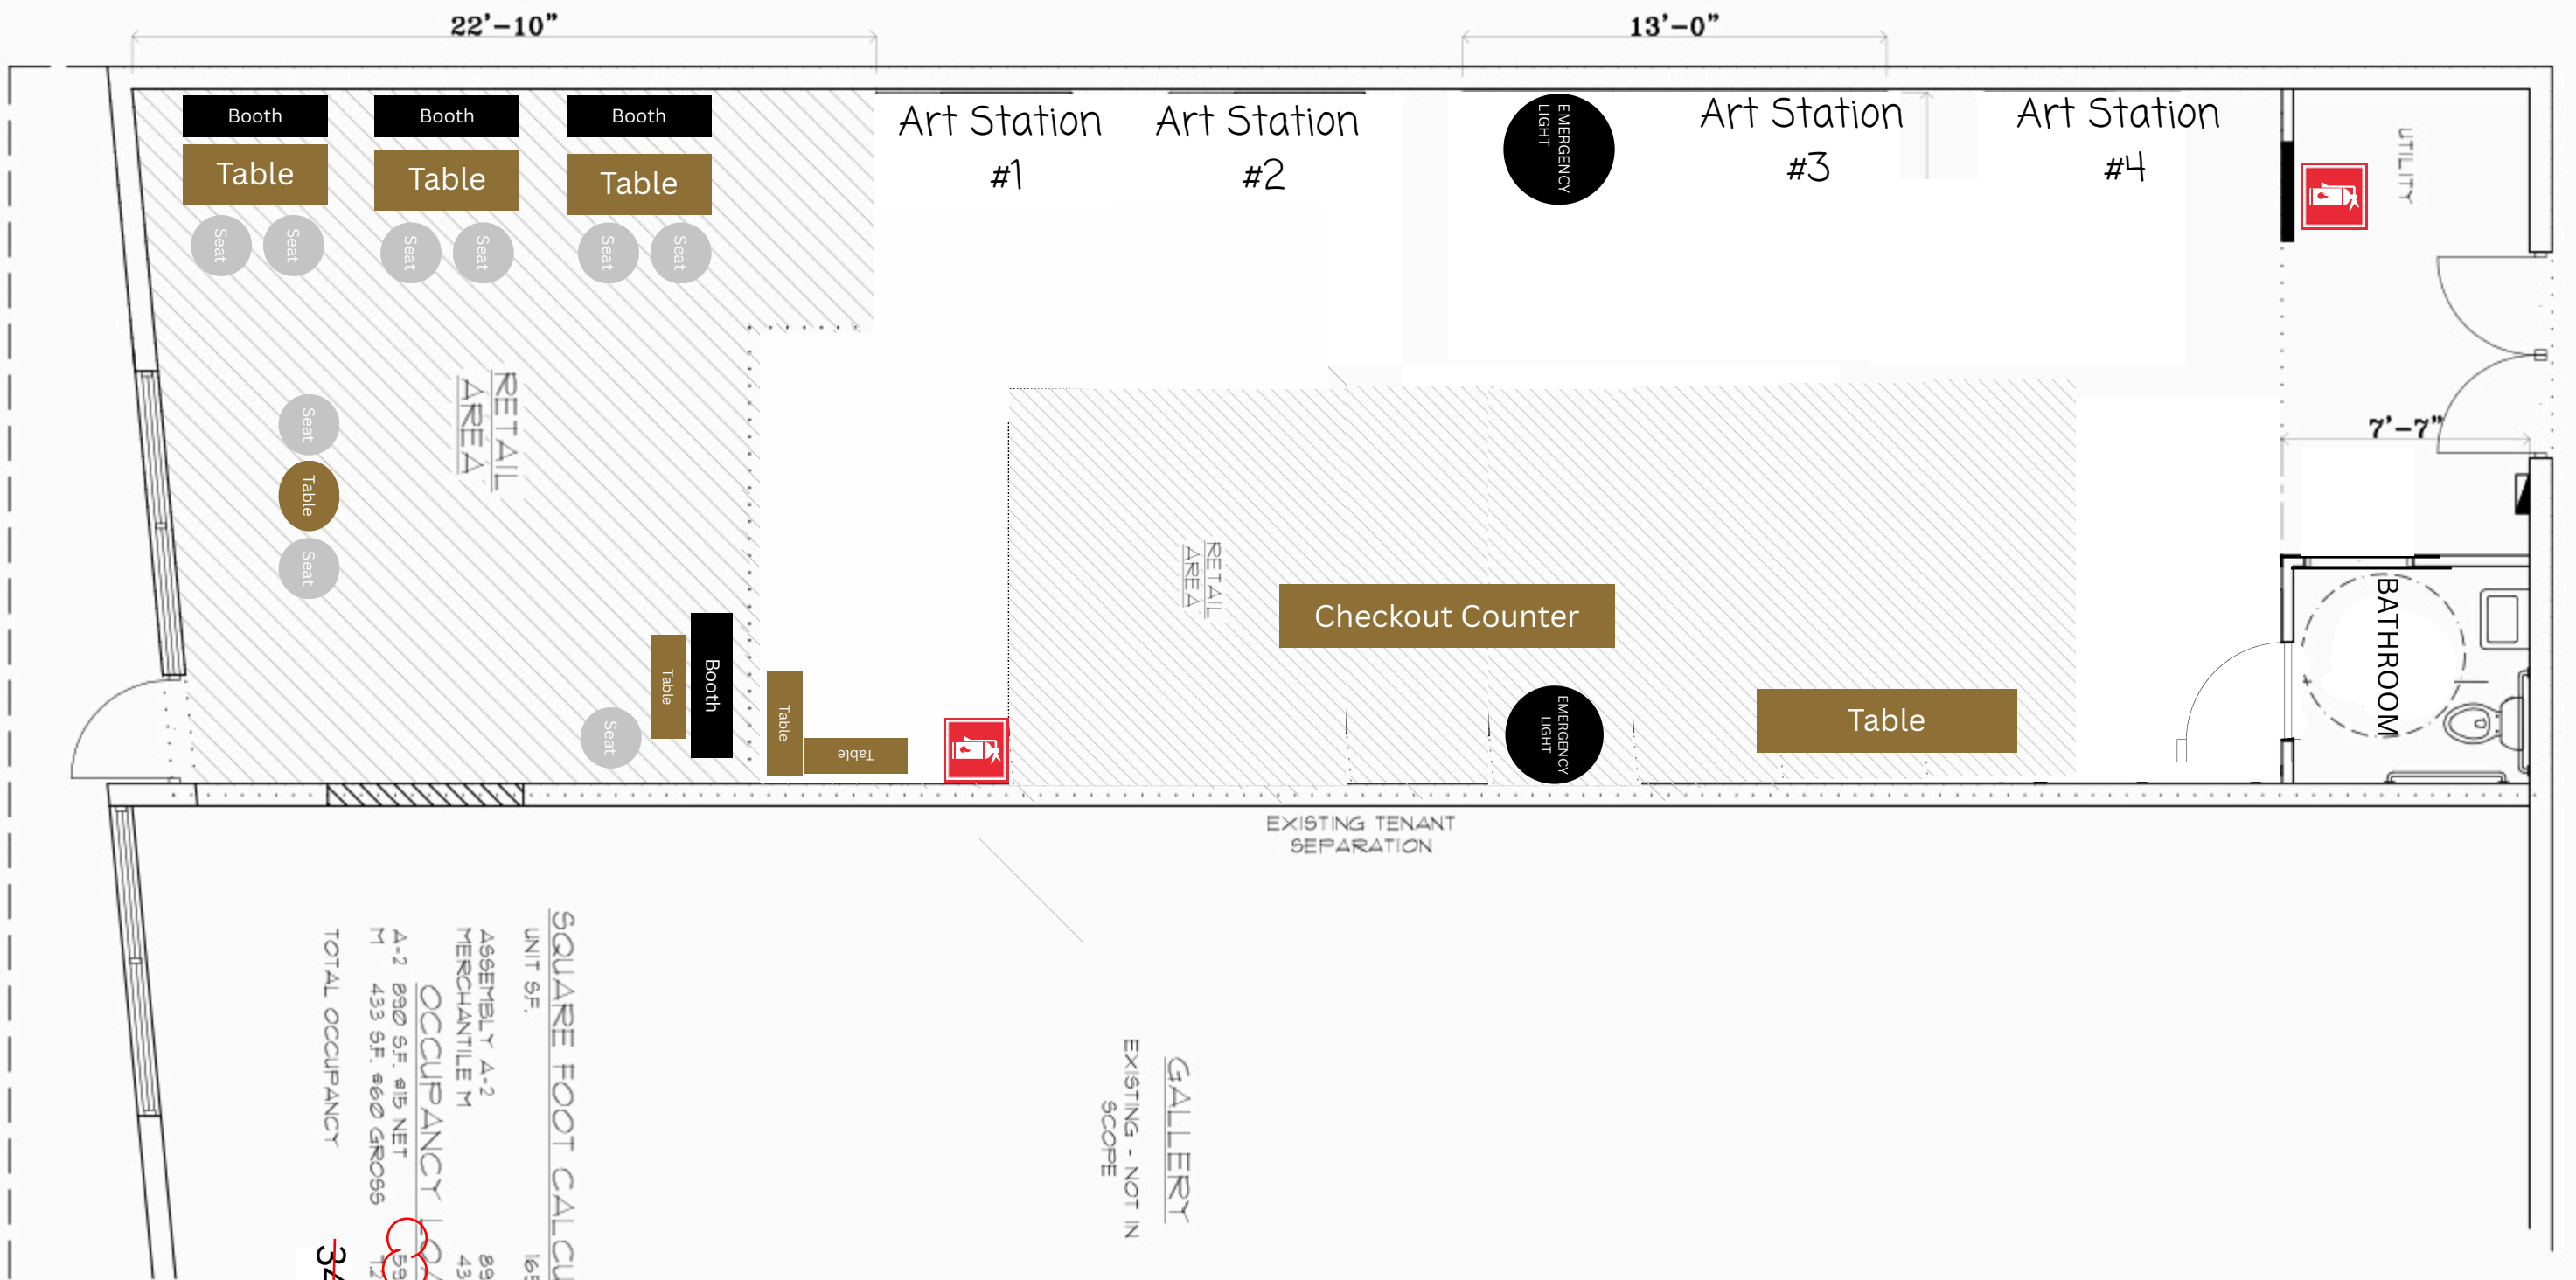 22'-10"
13'-0"
Booth
Booth
Booth
Table
Table
Table
Seat
Seat
Seat
Seat
Seat
Seat
Art Station
#1
Art Station
#2
EMERGENCY
LIGHT
Art Station
#3
Art Station
#4
UTILITY
7'-7"
RETAIL
AREA
Seat
Table
Seat
RETAIL
AREA
Checkout Counter
Table
Booth
Seat
Table
Table
EMERGENCY
LIGHT
Table
BATHROOM
EXISTING TENANT
SEPARATION
SQUARE FOOT CALCU
UNIT S.F.
ASSEMBLY A-2
MERCHANTILE M
OCCUPANCY
A-2 890 S.F. @15 NET
M 433 S.F. @60 GROSS
TOTAL OCCUPANCY
GALLERY
EXISTING - NOT IN
SCOPE